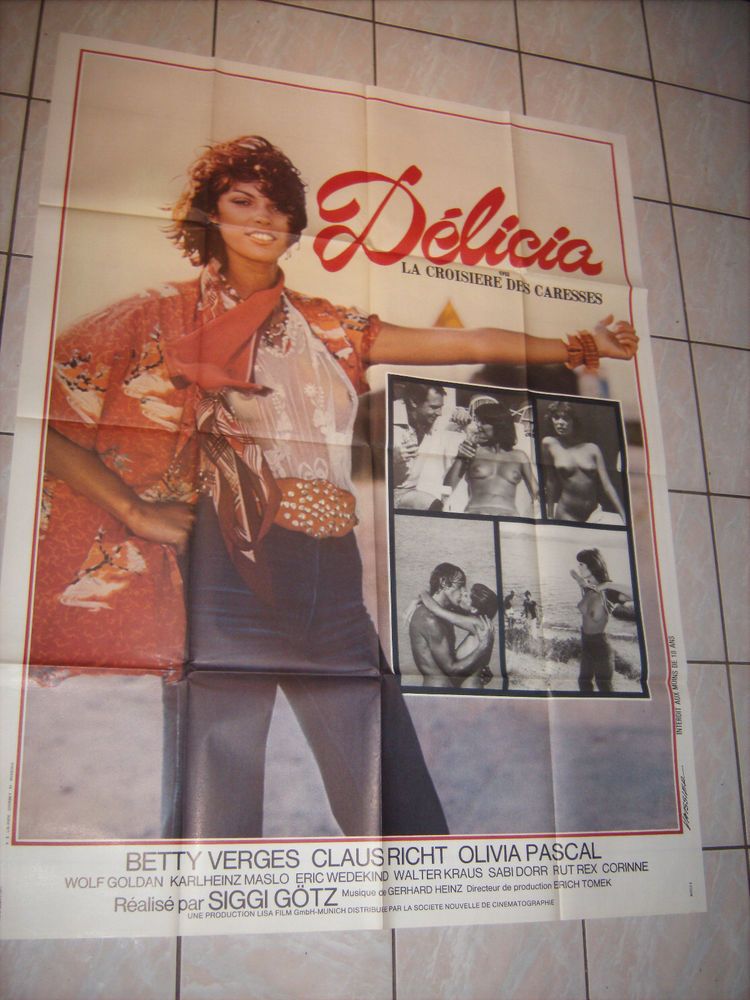 Délicia
ou
LA CROISIERE DES CARESSES
INTERDIT AUX MOINS DE 18 ANS
BETTY VERGES CLAUS RICHT OLIVIA PASCAL
WOLF GOLDAN KARLHEINZ MASLO ERIC WEDEKIND WALTER KRAUS SABI DORR RUT REX CORINNE
Réalisé par SIGGI GÖTZ Musique de GERHARD HEINZ Directeur de production ERICH TOMEK
UNE PRODUCTION LISA FILM GmbH-MUNICH DISTRIBUEE PAR LA SOCIETE NOUVELLE DE CINEMATOGRAPHIE